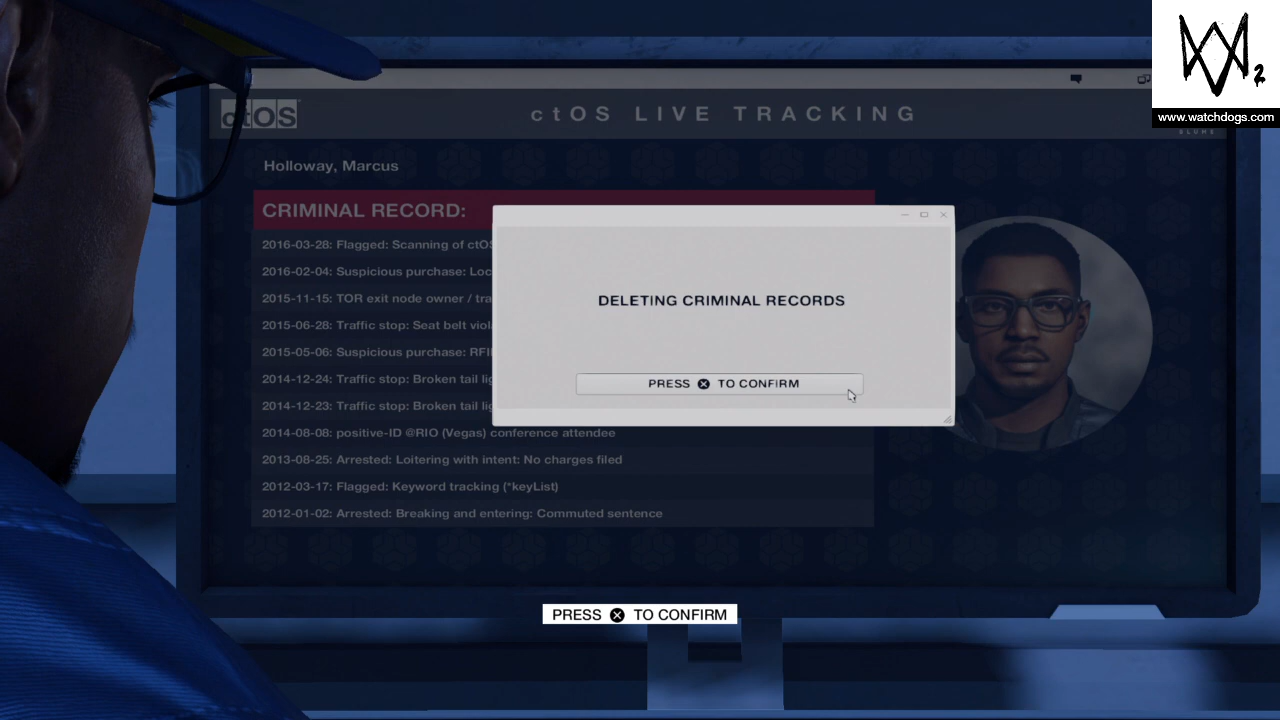 2
www.watchdogs.com
ctOS
ctOS LIVE TRACKING
BLUME
Holloway, Marcus
CRIMINAL RECORD:
2016-03-28: Flagged: Scanning of ctOS
2016-02-04: Suspicious purchase: Loc
2015-11-15: TOR exit node owner / tra
2015-06-28: Traffic stop: Seat belt viol
2015-05-06: Suspicious purchase: RFI
2014-12-24: Traffic stop: Broken tail lig
2014-12-23: Traffic stop: Broken tail lig
2014-08-08: positive-ID @RIO (Vegas) conference attendee
2013-08-25: Arrested: Loitering with intent: No charges filed
2012-03-17: Flagged: Keyword tracking (*keyList)
2012-01-02: Arrested: Breaking and entering: Commuted sentence
DELETING CRIMINAL RECORDS
PRESS ⊗ TO CONFIRM
PRESS ⊗ TO CONFIRM